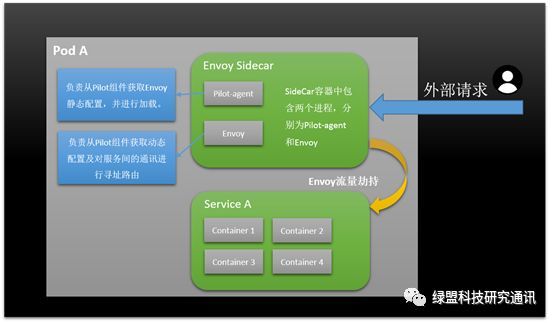 Pod A
Envoy Sidecar
负责从Pilot组件获取Envoy
静态配置，并进行加载。
Pilot-agent
SideCar容器中包
含两个进程，分
别为Pilot-agent
和Envoy
外部请求
Envoy
负责从Pilot组件获取动态
配置及对服务间的通讯进
行寻址路由
Envoy流量劫持
Service A
Container 1
Container 2
Container 3
Container 4
绿盟科技研究通讯